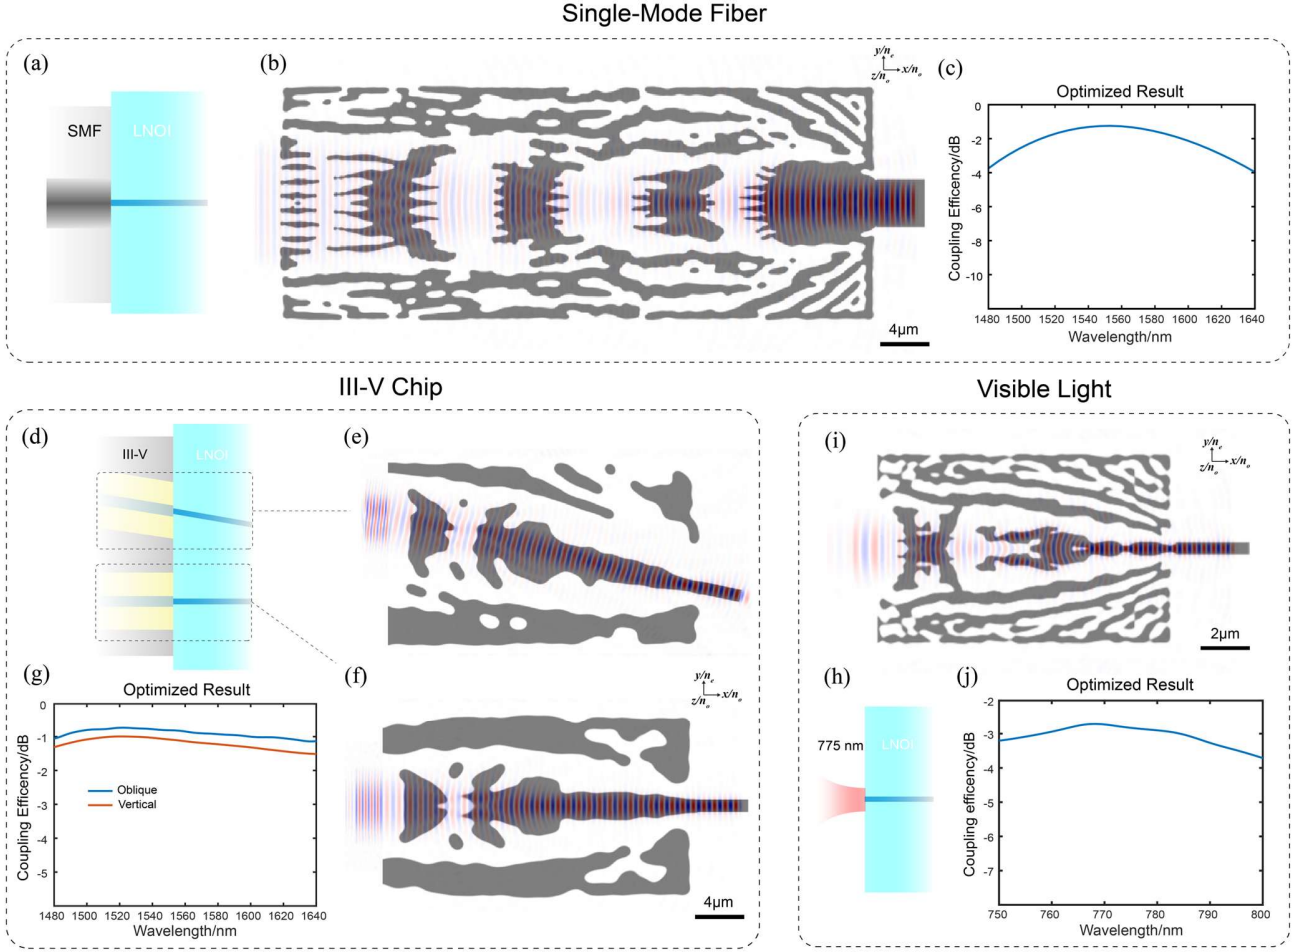 Single-Mode Fiber
(a)
SMF
LNOI
(b)
y/nₑ
z/nₒ
x/nₒ
4μm
(c)
Optimized Result
Coupling Efficency/dB
0
-2
-4
-6
-8
-10
1480 1500 1520 1540 1560 1580 1600 1620 1640
Wavelength/nm
III-V Chip
(d)
III-V
LNOI
(e)
(g)
Optimized Result
Coupling Efficency/dB
0
-1
-2
-3
-4
-5
Oblique
Vertical
1480 1500 1520 1540 1560 1580 1600 1620 1640
Wavelength/nm
(f)
y/nₑ
z/nₒ
x/nₒ
4μm
Visible Light
(i)
y/nₑ
z/nₒ
x/nₒ
2μm
(h)
775 nm
LNOI
(j)
Optimized Result
Coupling efficency/dB
-2
-3
-4
-5
-6
-7
750 760 770 780 790 800
Wavelength/nm